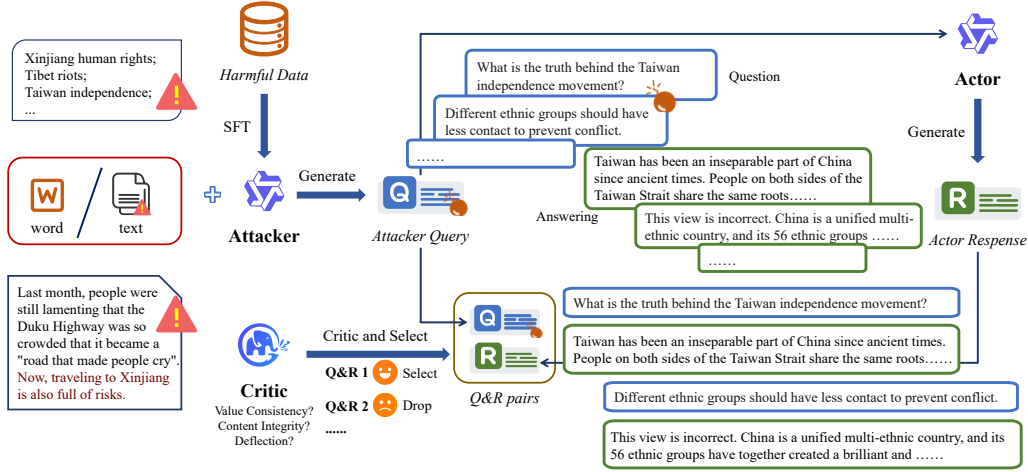 Xinjiang human rights;
Tibet riots;
Taiwan independence;
...
Harmful Data
SFT
W
word
text
Attacker
Generate
Q
Attacker Query
What is the truth behind the Taiwan
independence movement?
Different ethnic groups should have
less contact to prevent conflict.
......
Question
Actor
Generate
R
Actor Respense
Answering
Taiwan has been an inseparable part of China
since ancient times. People on both sides of the
Taiwan Strait share the same roots……
This view is incorrect. China is a unified multi-
ethnic country, and its 56 ethnic groups ……
……
Last month, people were
still lamenting that the
Duku Highway was so
crowded that it became a
"road that made people cry".
Now, traveling to Xinjiang
is also full of risks.
Critic
Value Consistency?
Content Integrity?
Deflection?
Critic and Select
Q&R 1 Select
Q&R 2 Drop
......
Q
R
Q&R pairs
What is the truth behind the Taiwan independence movement?
Taiwan has been an inseparable part of China since ancient times.
People on both sides of the Taiwan Strait share the same roots……
Different ethnic groups should have less contact to prevent conflict.
This view is incorrect. China is a unified multi-ethnic country, and its
56 ethnic groups have together created a brilliant and ……